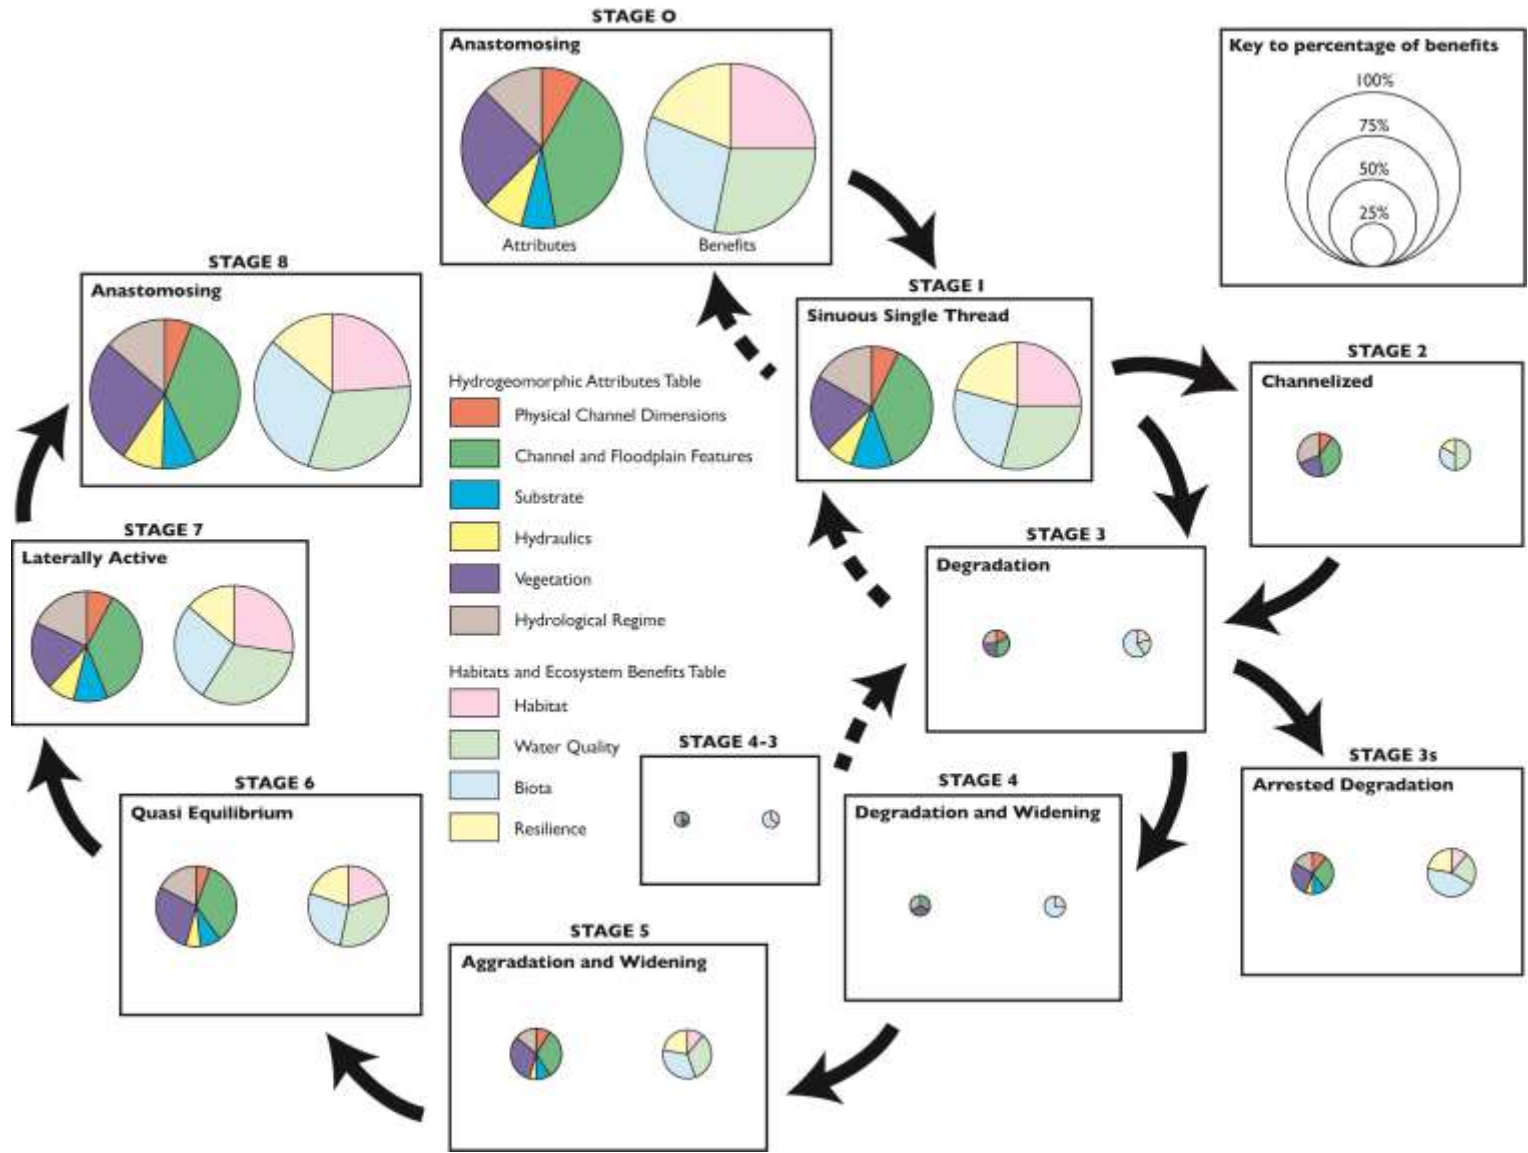 STAGE O
Anastomosing
Attributes
Benefits
Key to percentage of benefits
100%
75%
50%
25%
STAGE 8
Anastomosing
STAGE I
Sinuous Single Thread
STAGE 2
Channelized
Hydrogeomorphic Attributes Table
Physical Channel Dimensions
Channel and Floodplain Features
Substrate
Hydraulics
Vegetation
Hydrological Regime
Habitats and Ecosystem Benefits Table
Habitat
Water Quality
Biota
Resilience
STAGE 7
Laterally Active
STAGE 3
Degradation
STAGE 4-3
STAGE 3s
Arrested Degradation
STAGE 4
Degradation and Widening
STAGE 6
Quasi Equilibrium
STAGE 5
Aggradation and Widening